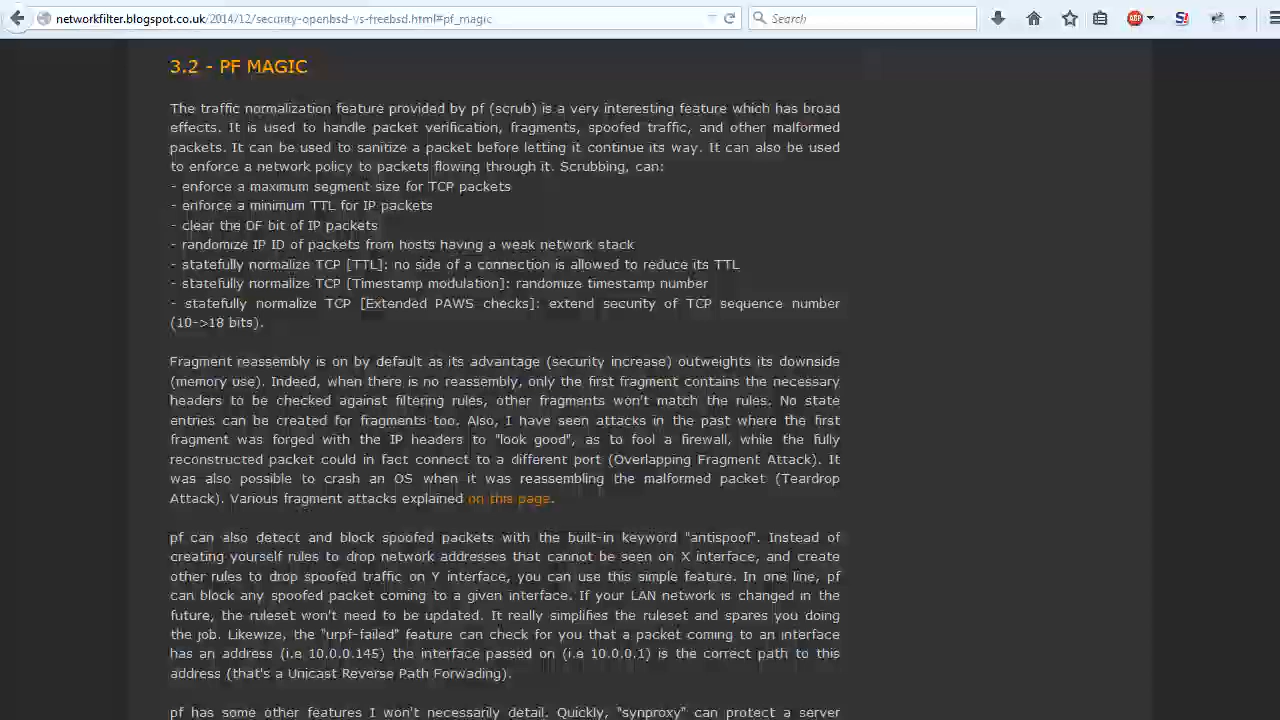 networkfilter.blogspot.co.uk/2014/12/security-openbsd-vs-freebsd.html#pf_magic
Search
ABP
S!
3.2 - PF MAGIC
The traffic normalization feature provided by pf (scrub) is a very interesting feature which has broad
effects. It is used to handle packet verification, fragments, spoofed traffic, and other malformed
packets. It can be used to sanitize a packet before letting it continue its way. It can also be used
to enforce a network policy to packets flowing through it. Scrubbing, can:
- enforce a maximum segment size for TCP packets
- enforce a minimum TTL for IP packets
- clear the DF bit of IP packets
- randomize IP ID of packets from hosts having a weak network stack
- statefully normalize TCP [TTL]: no side of a connection is allowed to reduce its TTL
- statefully normalize TCP [Timestamp modulation]: randomize timestamp number
- statefully normalize TCP [Extended PAWS checks]: extend security of TCP sequence number
(10->18 bits).
Fragment reassembly is on by default as its advantage (security increase) outweights its downside
(memory use). Indeed, when there is no reassembly, only the first fragment contains the necessary
headers to be checked against filtering rules, other fragments won't match the rules. No state
entries can be created for fragments too. Also, I have seen attacks in the past where the first
fragment was forged with the IP headers to "look good", as to fool a firewall, while the fully
reconstructed packet could in fact connect to a different port (Overlapping Fragment Attack). It
was also possible to crash an OS when it was reassembling the malformed packet (Teardrop
Attack). Various fragment attacks explained on this page.
pf can also detect and block spoofed packets with the built-in keyword "antispoof". Instead of
creating yourself rules to drop network addresses that cannot be seen on X interface, and create
other rules to drop spoofed traffic on Y interface, you can use this simple feature. In one line, pf
can block any spoofed packet coming to a given interface. If your LAN network is changed in the
future, the ruleset won't need to be updated. It really simplifies the ruleset and spares you doing
the job. Likewize, the "urpf-failed" feature can check for you that a packet coming to an interface
has an address (i.e 10.0.0.145) the interface passed on (i.e 10.0.0.1) is the correct path to this
address (that's a Unicast Reverse Path Forwading).
pf has some other features I won't necessarily detail. Quickly, "synproxy" can protect a server